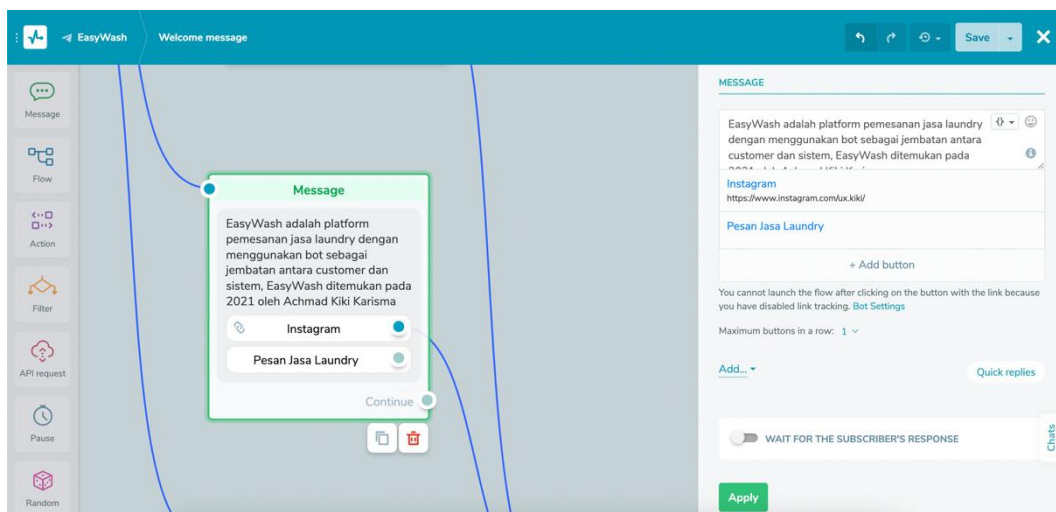 EasyWash
Welcome message
Save
Message
Flow
Action
Filter
API request
Pause
Random
Message
EasyWash adalah platform
pemesanan jasa laundry dengan
menggunakan bot sebagai
jembatan antara customer dan
sistem, EasyWash ditemukan pada
2021 oleh Achmad Kiki Karisma
Instagram
Pesan Jasa Laundry
Continue
MESSAGE
EasyWash adalah platform pemesanan jasa laundry
dengan menggunakan bot sebagai jembatan antara
customer dan sistem, EasyWash ditemukan pada
{}
Instagram
https://www.instagram.com/ux.kiki/
Pesan Jasa Laundry
+ Add button
You cannot launch the flow after clicking on the button with the link because
you have disabled link tracking. Bot Settings
Maximum buttons in a row: 1
Add...
Quick replies
WAIT FOR THE SUBSCRIBER'S RESPONSE
Chats
Apply